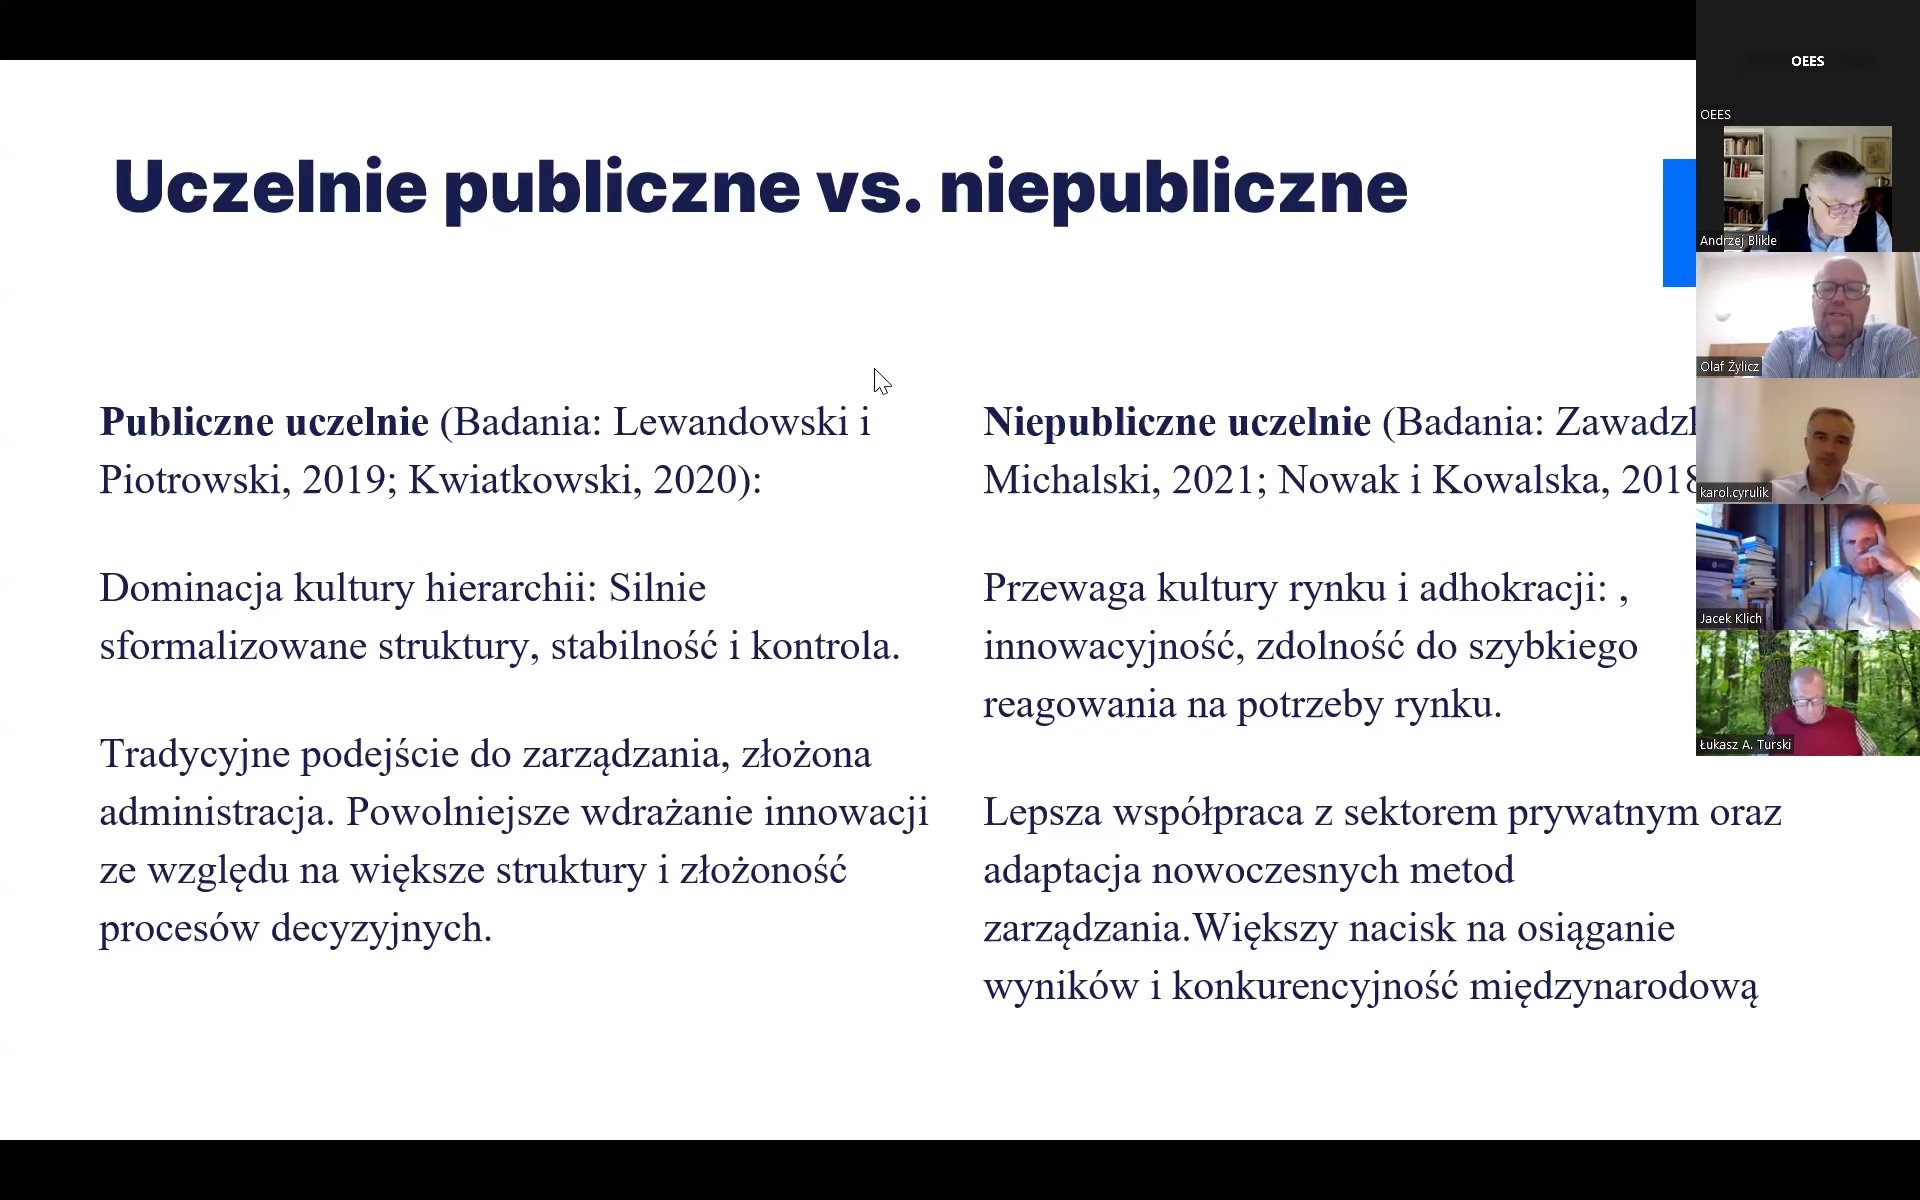 Uczelnie publiczne vs. niepubliczne
Publiczne uczelnie (Badania: Lewandowski i
Piotrowski, 2019; Kwiatkowski, 2020):
Dominacja kultury hierarchii: Silnie
sformalizowane struktury, stabilność i kontrola.
Tradycyjne podejście do zarządzania, złożona
administracja. Powolniejsze wdrażanie innowacji
ze względu na większe struktury i złożoność
procesów decyzyjnych.
Niepubliczne uczelnie (Badania:
Michalski, 2021; Nowak i Kowalska, 2018
Przewaga kultury rynku i adhokracji: ,
innowacyjność, zdolność do szybkiego
reagowania na potrzeby rynku.
Lepsza współpraca z sektorem prywatnym oraz
adaptacja nowoczesnych metod
zarządzania.Większy nacisk na osiąganie
wyników i konkurencyjność międzynarodową
OEES
OEES
Andrzej Blikle
Olaf Żylicz
karol.cyrulik
Jacek Klich
Łukasz A. Turski